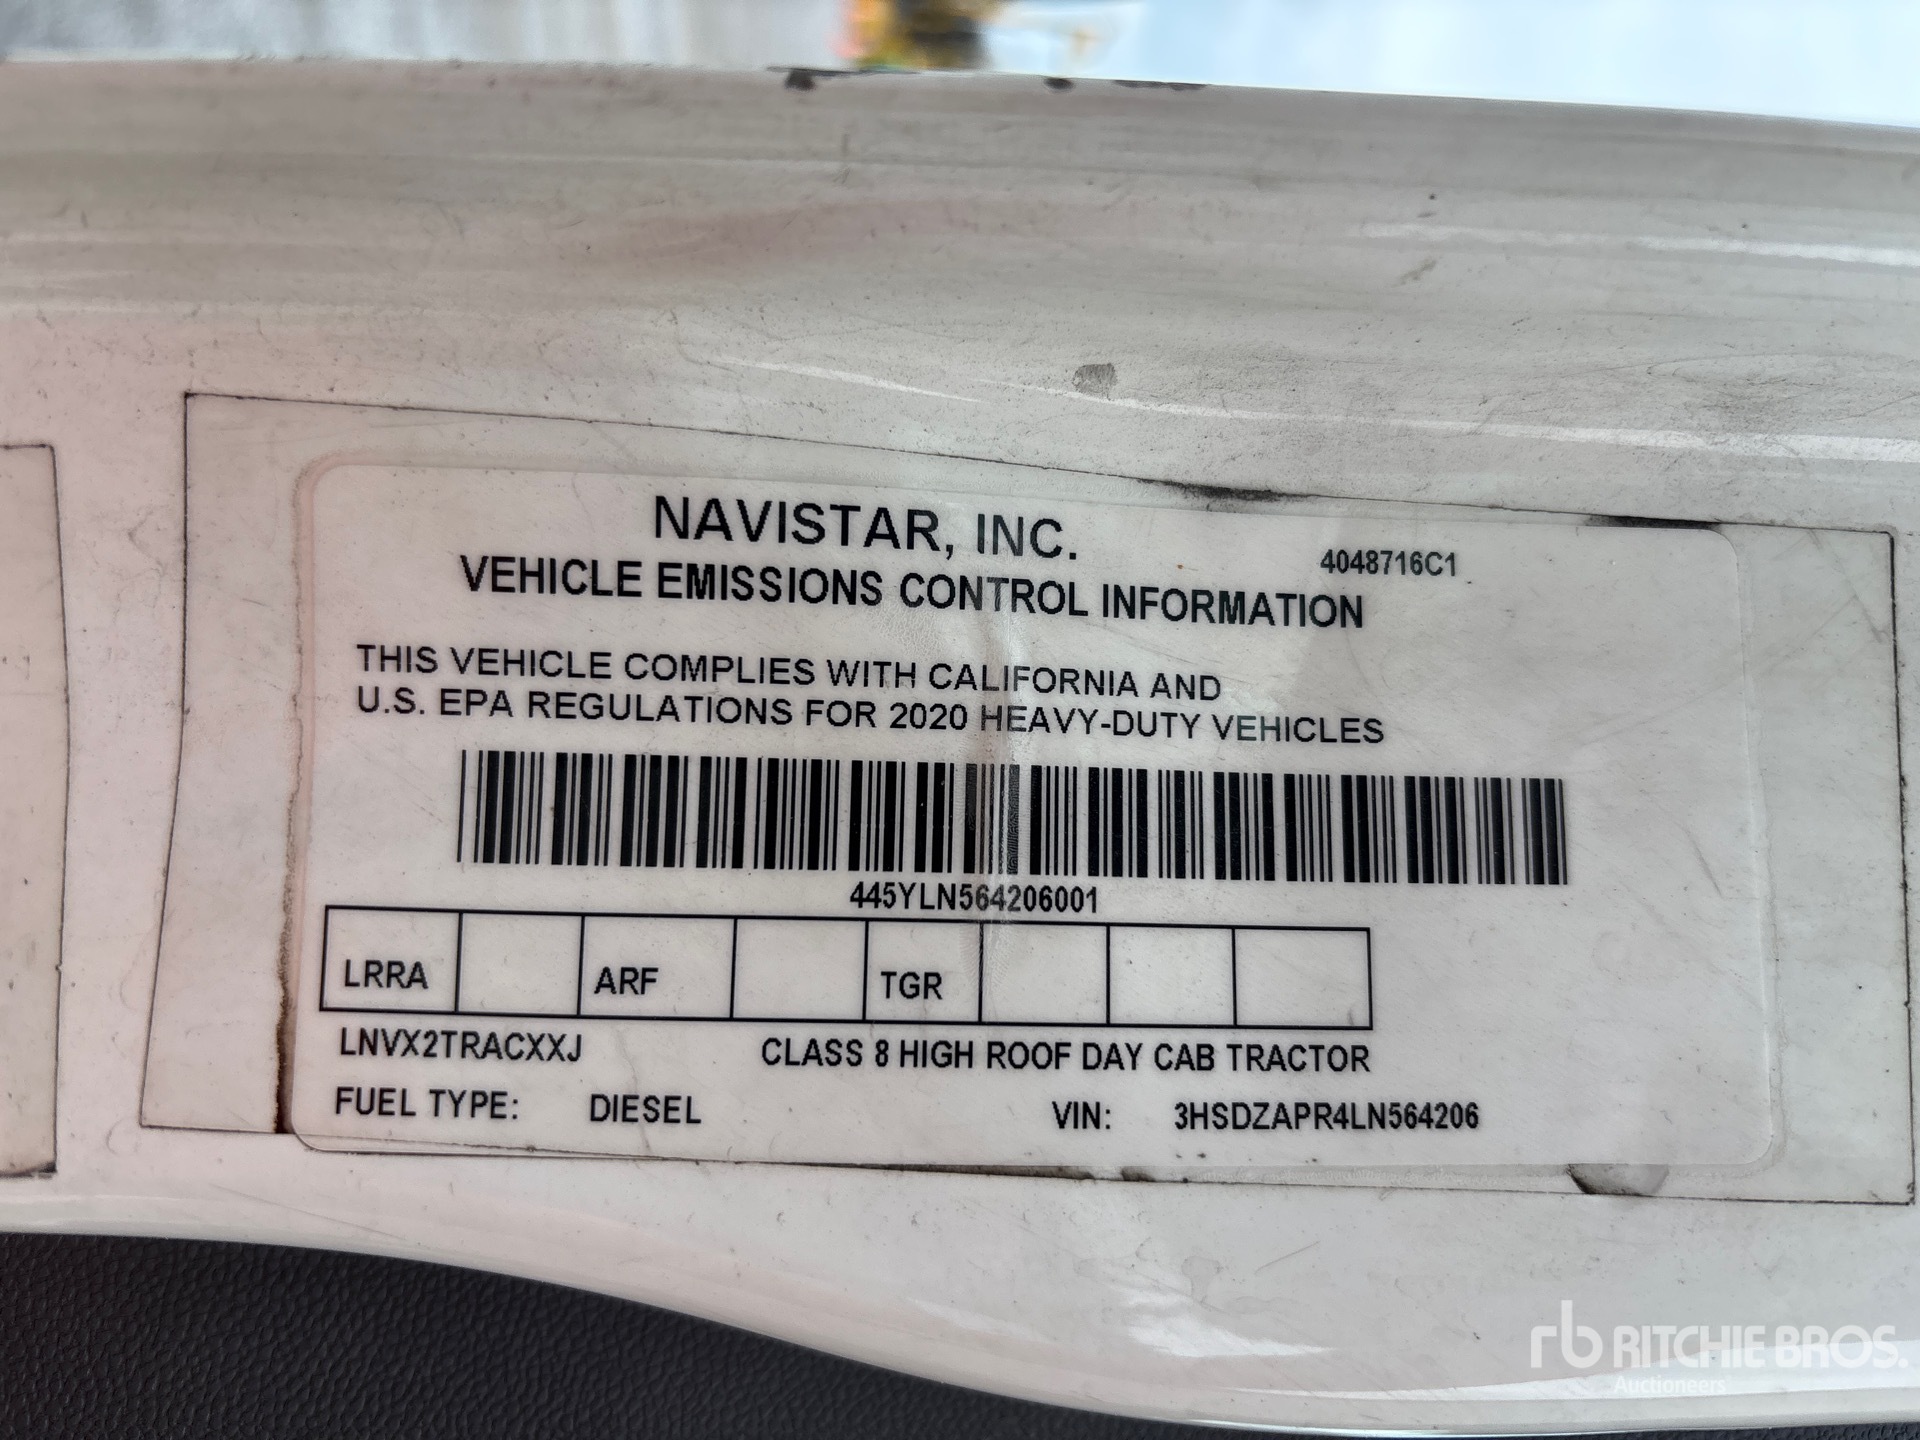 NAVISTAR, INC.
4048716C1
VEHICLE EMISSIONS CONTROL INFORMATION
THIS VEHICLE COMPLIES WITH CALIFORNIA AND
U.S. EPA REGULATIONS FOR 2020 HEAVY-DUTY VEHICLES
445YLN564206001
LRRA ARF TGR
LNVX2TRACXXJ CLASS 8 HIGH ROOF DAY CAB TRACTOR
FUEL TYPE: DIESEL VIN: 3HSDZAPR4LN564206
rb RITCHIE BROS.
Auctioneers